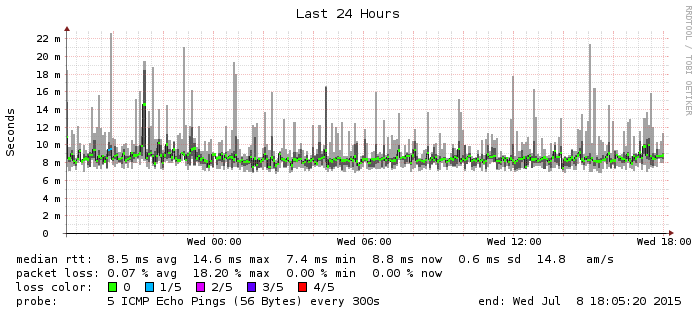 Last 24 Hours
RRDTOOL / TOBI OETIKER
Seconds
22 m
20 m
18 m
16 m
14 m
12 m
10 m
8 m
6 m
4 m
2 m
0
Wed 00:00 Wed 06:00 Wed 12:00 Wed 18:00
median rtt: 8.5 ms avg 14.6 ms max 7.4 ms min 8.8 ms now 0.6 ms sd 14.8 am/s
packet loss: 0.07 % avg 18.20 % max 0.00 % min 0.00 % now
loss color: 0 1/5 2/5 3/5 4/5
probe: 5 ICMP Echo Pings (56 Bytes) every 300s end: Wed Jul 8 18:05:20 2015